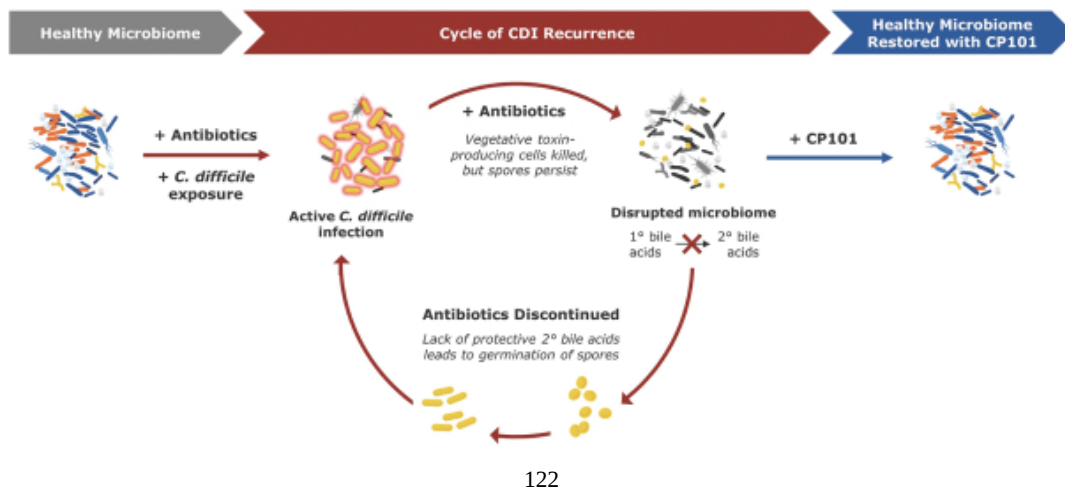 Healthy Microbiome
Cycle of CDI Recurrence
Healthy Microbiome
Restored with CP101
+ Antibiotics
+ C. difficile
exposure
Active C. difficile
infection
+ Antibiotics
Vegetative toxin-
producing cells killed,
but spores persist
Disrupted microbiome
1° bile
acids
2° bile
acids
+ CP101
Antibiotics Discontinued
Lack of protective 2° bile acids
leads to germination of spores
122